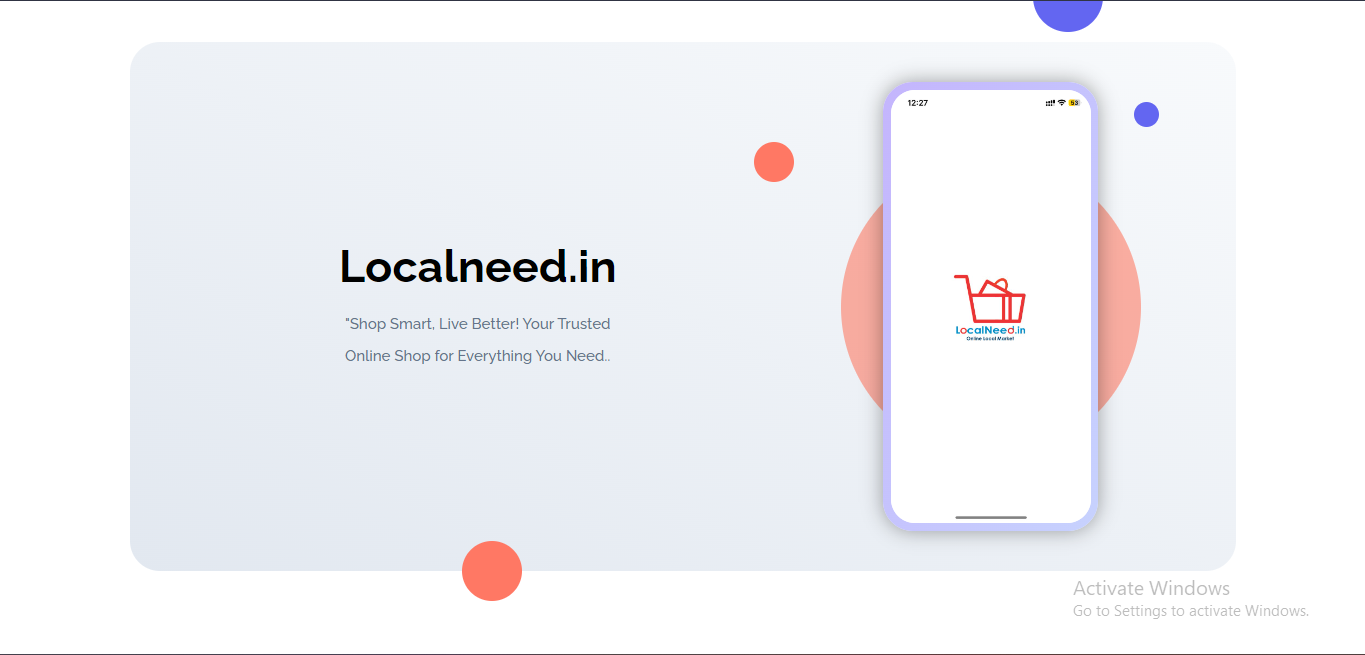 12:27
53
Localneed.in
"Shop Smart, Live Better! Your Trusted
Online Shop for Everything You Need..
LocalNeed.in
Online Local Market
Activate Windows
Go to Settings to activate Windows.